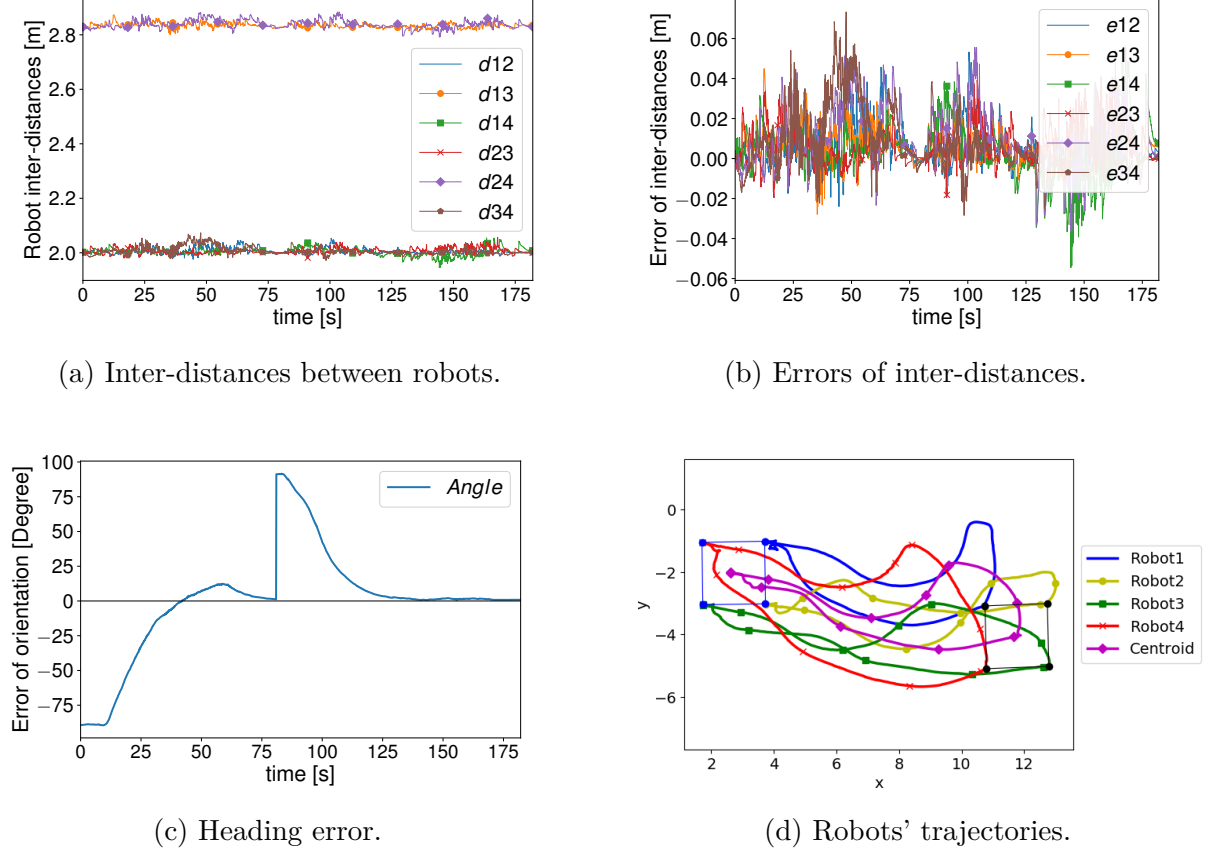 Robot inter-distances [m]
2.8
2.6
2.4
2.2
2.0
d12
d13
d14
d23
d24
d34
0 25 50 75 100 125 150 175
time [s]
(a) Inter-distances between robots.
Error of inter-distances [m]
0.06
0.04
0.02
0.00
−0.02
−0.04
−0.06
e12
e13
e14
e23
e24
e34
0 25 50 75 100 125 150 175
time [s]
(b) Errors of inter-distances.
Error of orientation [Degree]
100
75
50
25
0
−25
−50
−75
Angle
0 25 50 75 100 125 150 175
time [s]
(c) Heading error.
y
0
−2
−4
−6
2 4 6 8 10 12
x
Robot1
Robot2
Robot3
Robot4
Centroid
(d) Robots' trajectories.